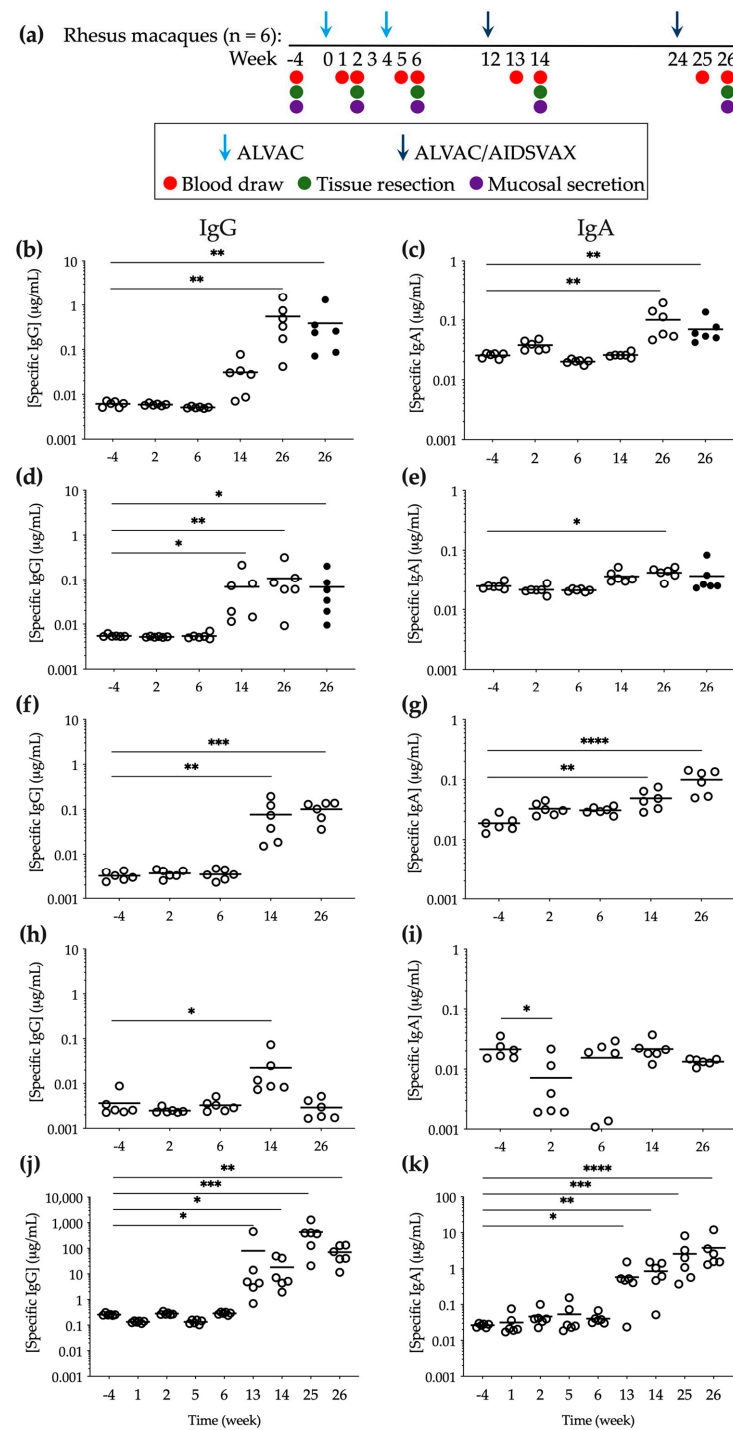 (a) Rhesus macaques (n = 6):
Week -4 0 1 2 3 4 5 6 12 13 14 24 25 26
ALVAC ALVAC/AIDSVAX
Blood draw Tissue resection Mucosal secretion
IgG IgA
(b)
[Specific IgG] (µg/mL)
10
1
0.1
0.01
0.001
** **
-4 2 6 14 26 26
(c)
[Specific IgA] (µg/mL)
1
0.1
0.01
0.001
** **
-4 2 6 14 26 26
(d)
[Specific IgG] (µg/mL)
10
1
0.1
0.01
0.001
*
**
*
-4 2 6 14 26 26
(e)
[Specific IgA] (µg/mL)
1
0.1
0.01
0.001
*
-4 2 6 14 26 26
(f)
[Specific IgG] (µg/mL)
10
1
0.1
0.01
0.001
***
**
-4 2 6 14 26
(g)
[Specific IgA] (µg/mL)
1
0.1
0.01
0.001
****
**
-4 2 6 14 26
(h)
[Specific IgG] (µg/mL)
10
1
0.1
0.01
0.001
*
-4 2 6 14 26
(i)
[Specific IgA] (µg/mL)
1
0.1
0.01
0.001
*
-4 2 6 14 26
(j)
[Specific IgG] (µg/mL)
10,000
1,000
100
10
1
0.1
0.01
0.001
**
***
*
*
-4 1 2 5 6 13 14 25 26
Time (week)
(k)
[Specific IgA] (µg/mL)
100
10
1
0.1
0.01
0.001
****
***
**
*
-4 1 2 5 6 13 14 25 26
Time (week)